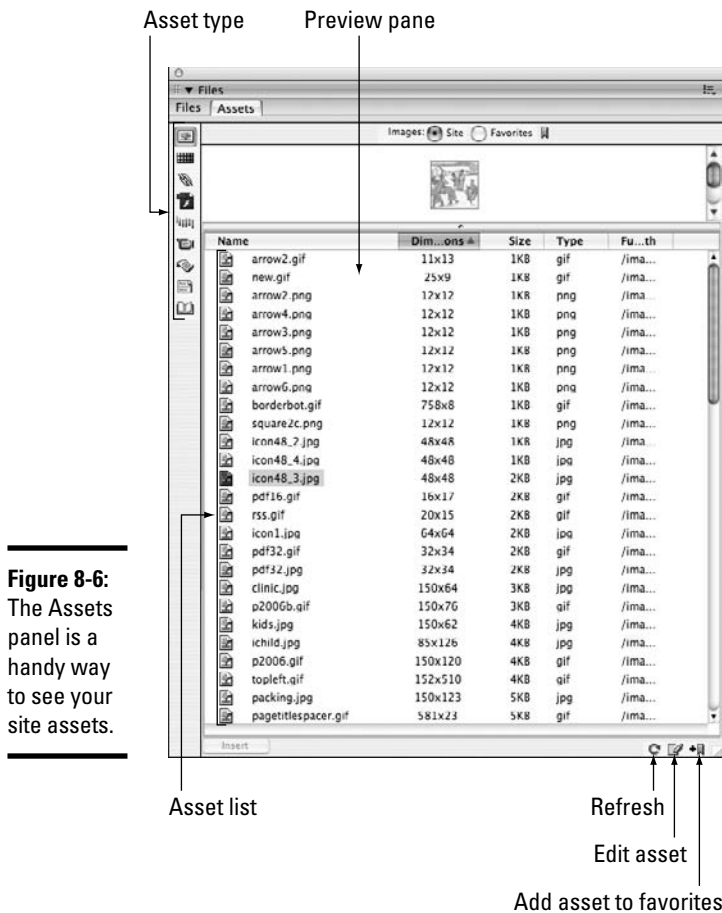 Asset type Preview pane
Files
Files Assets
Images: Site Favorites
Name Dim...ons Size Type Fu...th
arrow2.gif 11x13 1KB gif /ima...
new.gif 25x9 1KB gif /ima...
arrow2.png 12x12 1KB png /ima...
arrow4.png 12x12 1KB png /ima...
arrow3.png 12x12 1KB png /ima...
arrow5.png 12x12 1KB png /ima...
arrow1.png 12x12 1KB png /ima...
arrow6.png 12x12 1KB png /ima...
borderbot.gif 758x8 1KB gif /ima...
square2c.png 12x12 1KB png /ima...
icon48_2.jpg 48x48 1KB jpg /ima...
icon48_4.jpg 48x48 1KB jpg /ima...
icon48_3.jpg 48x48 2KB jpg /ima...
pdf16.gif 16x17 2KB gif /ima...
rss.gif 20x15 2KB gif /ima...
icon1.jpg 64x64 2KB jpg /ima...
pdf32.gif 32x34 2KB gif /ima...
pdf32.jpg 32x34 2KB jpg /ima...
clinic.jpg 150x64 3KB jpg /ima...
p2006b.gif 150x76 3KB gif /ima...
kids.jpg 150x62 4KB jpg /ima...
ichild.jpg 85x126 4KB jpg /ima...
p2006.gif 150x120 4KB gif /ima...
topleft.gif 152x510 4KB gif /ima...
packing.jpg 150x123 5KB jpg /ima...
pagetitlespacer.gif 581x23 5KB gif /ima...
Insert
Figure 8-6:
The Assets
panel is a
handy way
to see your
site assets.
Asset list Refresh
Edit asset
Add asset to favorites